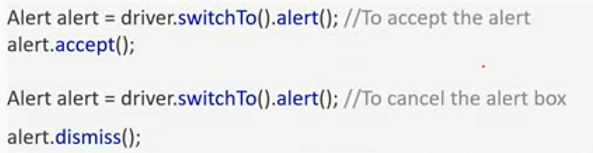 Alert alert = driver.switchTo().alert(); //To accept the alert
alert.accept();
Alert alert = driver.switchTo().alert(); //To cancel the alert box
alert.dismiss();